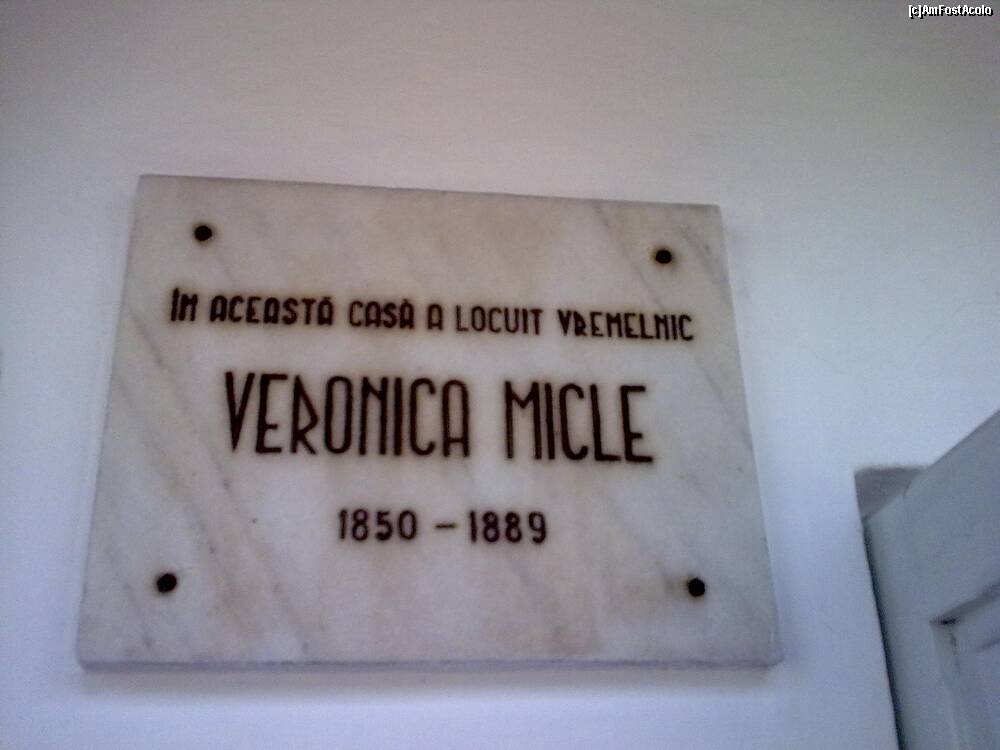 [c]AmFostAcolo
ÎN ACEASTĂ CASĂ A LOCUIT VREMELNIC
VERONICA MICLE
1850 - 1889